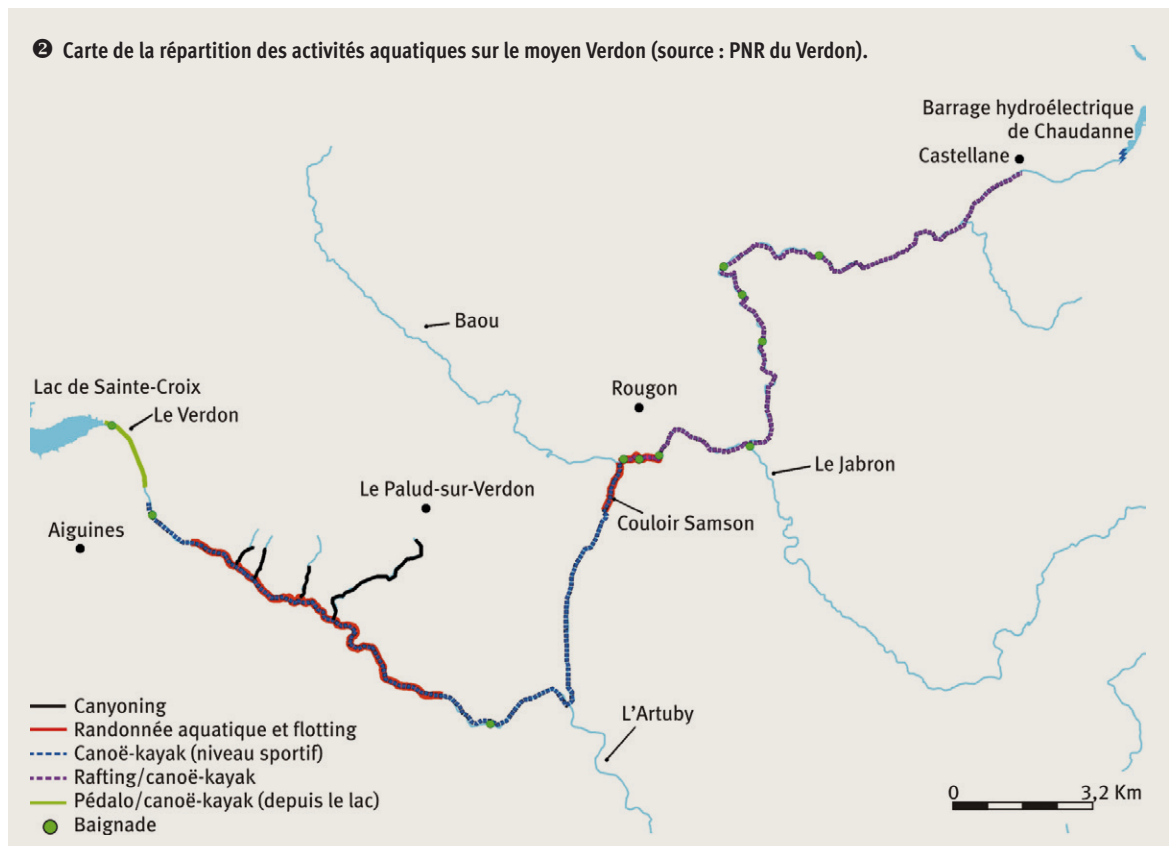 ❷ Carte de la répartition des activités aquatiques sur le moyen Verdon (source : PNR du Verdon).
Barrage hydroélectrique
de Chaudanne
Castellane
Baou
Lac de Sainte-Croix
Le Verdon
Rougon
Le Jabron
Le Palud-sur-Verdon
Couloir Samson
Aiguines
L'Artuby
Canyoning
Randonnée aquatique et flotting
Canoë-kayak (niveau sportif)
Rafting/canoë-kayak
Pédalo/canoë-kayak (depuis le lac)
Baignade
0 3,2 Km